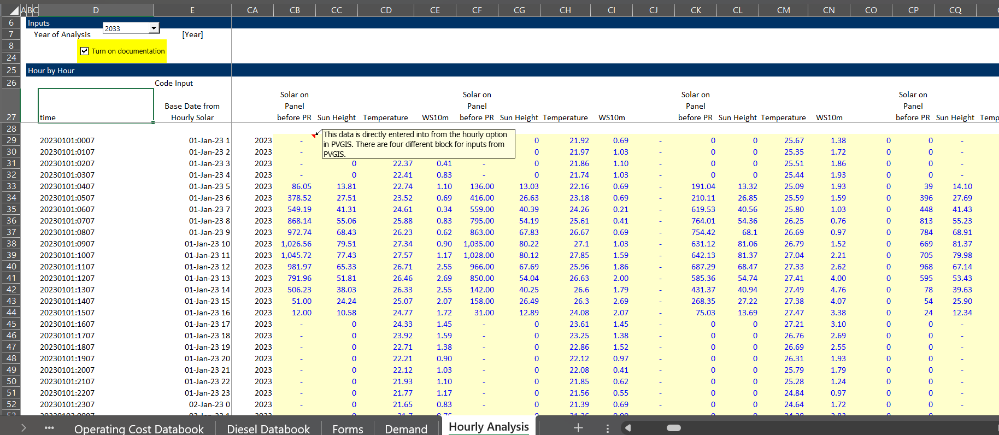 A B C D E CA CB CC CD CE CF CG CH CI CJ CK CL CM CN CO CP CQ
6 Inputs
7 Year of Analysis 2033 [Year]
8 Turn on documentation
24
25 Hour by Hour
26 Code Input
Solar on Solar on Solar on Solar on
Panel Panel Panel Panel
Base Date from
27 time Hourly Solar before PR Sun Height Temperature WS10m before PR Sun Height Temperature WS10m before PR Sun Height Temperature WS10m before PR Sun Height Temp
28
This data is directly entered into from the hourly option
in PVGIS. There are four different block for inputs from
PVGIS.
29 20230101:0007 01-Jan-23 1 2023 - 0 21.92 0.69 - 0 0 25.67 1.38 0 0 -
30 20230101:0107 01-Jan-23 2 2023 - 0 21.97 1.03 - 0 0 25.35 1.72 0 0 -
31 20230101:0207 01-Jan-23 3 2023 - 0 22.37 0.41 - 0 21.86 1.10 - 0 0 25.51 1.86 0 0 -
32 20230101:0307 01-Jan-23 4 2023 - 0 22.41 0.83 - 0 21.74 1.03 - 0 0 25.44 1.93 0 0 -
33 20230101:0407 01-Jan-23 5 2023 86.05 13.81 22.74 1.10 136.00 13.03 22.16 0.69 - 191.04 13.32 25.09 1.93 0 39 14.10
34 20230101:0507 01-Jan-23 6 2023 378.52 27.51 23.52 0.69 416.00 26.63 23.18 0.69 - 210.11 26.85 25.59 1.59 0 396 27.69
35 20230101:0607 01-Jan-23 7 2023 549.19 41.31 24.61 0.34 559.00 40.39 24.26 0.21 - 619.53 40.56 25.80 1.03 0 448 41.43
36 20230101:0707 01-Jan-23 8 2023 868.14 55.06 25.88 0.83 795.00 54.19 25.61 0.41 - 764.01 54.36 26.25 0.76 0 813 55.23
37 20230101:0807 01-Jan-23 9 2023 972.74 68.43 26.23 0.62 863.00 67.83 26.67 0.69 - 754.42 68.1 26.69 0.97 0 784 68.91
38 20230101:0907 01-Jan-23 10 2023 1,026.56 79.51 27.34 0.90 1,035.00 80.22 27.1 1.03 - 631.12 81.06 26.79 1.52 0 669 81.37
39 20230101:1007 01-Jan-23 11 2023 1,045.72 77.43 27.57 1.17 1,028.00 80.12 27.85 1.59 - 642.13 81.37 27.04 2.21 0 705 79.98
40 20230101:1107 01-Jan-23 12 2023 981.97 65.33 26.71 2.55 966.00 67.69 25.96 1.86 - 687.29 68.47 27.33 2.62 0 968 67.14
41 20230101:1207 01-Jan-23 13 2023 791.96 51.81 26.46 2.69 850.00 54.04 26.63 2.00 - 585.36 54.74 27.41 4.00 0 595 53.43
42 20230101:1307 01-Jan-23 14 2023 506.23 38.03 26.33 2.55 142.00 40.25 26.6 1.79 - 431.37 40.94 27.49 4.76 0 78 39.63
43 20230101:1407 01-Jan-23 15 2023 51.00 24.24 25.07 2.07 158.00 26.49 26.3 2.69 - 268.35 27.22 27.38 4.07 0 54 25.90
44 20230101:1507 01-Jan-23 16 2023 12.00 10.58 24.77 1.72 31.00 12.89 24.08 2.07 - 75.03 13.69 27.47 3.38 0 24 12.34
45 20230101:1607 01-Jan-23 17 2023 - 0 24.33 1.45 - 0 23.61 1.45 - 0 0 27.21 3.10 0 0 -
46 20230101:1707 01-Jan-23 18 2023 - 0 23.92 1.59 - 0 23.25 1.38 - 0 0 26.76 2.69 0 0 -
47 20230101:1807 01-Jan-23 19 2023 - 0 22.71 1.38 - 0 22.86 1.52 - 0 0 26.69 2.55 0 0 -
48 20230101:1907 01-Jan-23 20 2023 - 0 22.21 0.90 - 0 22.12 0.97 - 0 0 26.31 1.93 0 0 -
49 20230101:2007 01-Jan-23 21 2023 - 0 22.12 1.03 - 0 22.08 0.41 - 0 0 25.79 1.79 0 0 -
50 20230101:2107 01-Jan-23 22 2023 - 0 21.93 1.10 - 0 21.85 0.62 - 0 0 25.28 1.24 0 0 -
51 20230101:2207 01-Jan-23 23 2023 - 0 21.77 1.17 - 0 21.56 0.55 - 0 0 24.84 0.97 0 0 -
52 20230101:2307 02-Jan-23 0 2023 - 0 21.65 0.83 - 0 21.39 0.69 - 0 0 24.64 1.72 0 0 -
Operating Cost Databook Diesel Databook Forms Demand Hourly Analysis